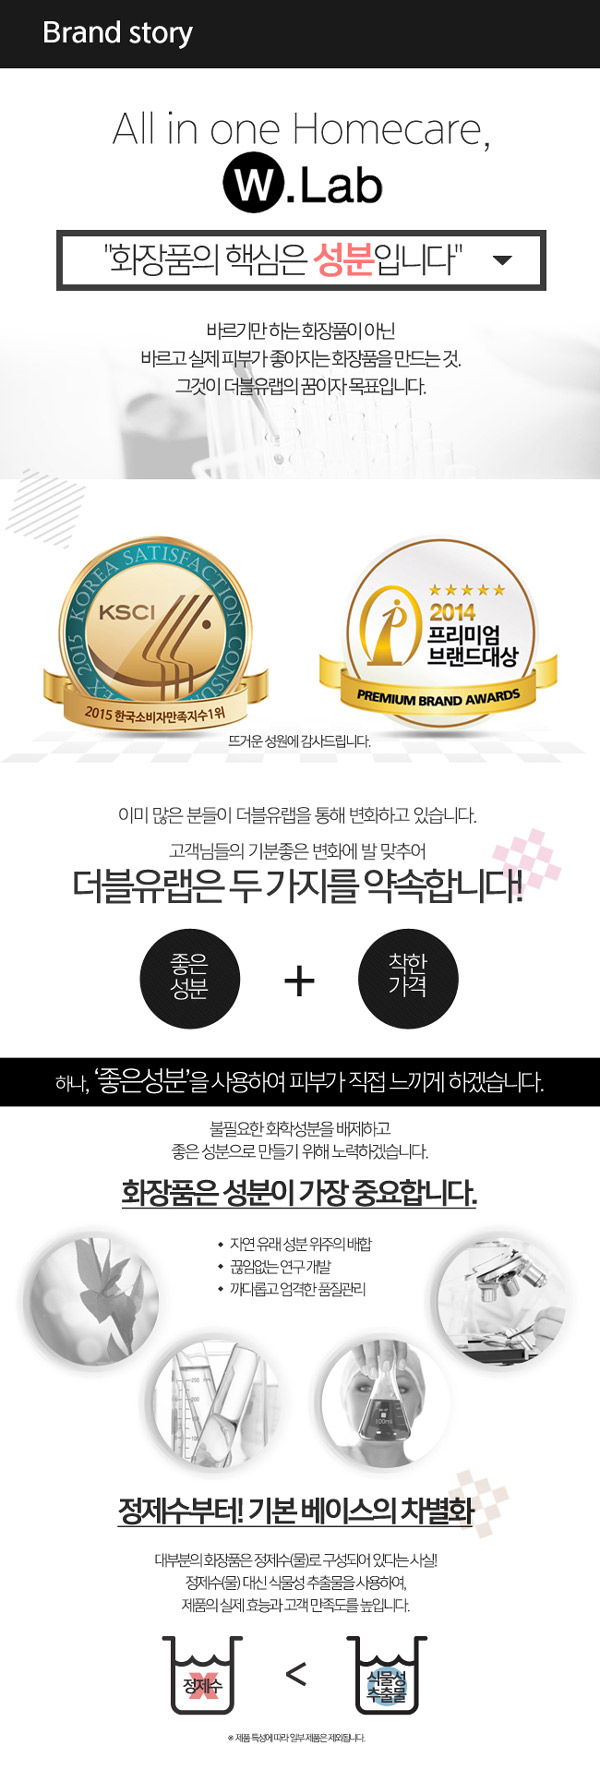 Brand story
All in one Homecare,
W.Lab
"화장품의 핵심은 성분입니다"
바르기만 하는 화장품이 아닌
바르고 실제 피부가 좋아지는 화장품을 만드는 것.
그것이 더블유랩의 꿈이자 목표입니다.
KOREA SATISFACTION CONSU
EX 2015
KSCI
2015 한국소비자만족지수1위
2014
프리미엄
브랜드대상
PREMIUM BRAND AWARDS
뜨거운 성원에 감사드립니다.
이미 많은 분들이 더블유랩을 통해 변화하고 있습니다.
고객님들의 기분좋은 변화에 발 맞추어
더블유랩은 두 가지를 약속합니다!
좋은
성분
+
착한
가격
하나, '좋은성분'을 사용하여 피부가 직접 느끼게 하겠습니다.
불필요한 화학성분을 배제하고
좋은 성분으로 만들기 위해 노력하겠습니다.
화장품은 성분이 가장 중요합니다.
◆ 자연 유래 성분 위주의 배합
◆ 끊임없는 연구 개발
◆ 까다롭고 엄격한 품질관리
정제수부터! 기본 베이스의 차별화
대부분의 화장품은 정제수(물)로 구성되어 있다는 사실!
정제수(물) 대신 식물성 추출물을 사용하여,
제품의 실제 효능과 고객 만족도를 높입니다.
정제수
<
식물성
추출물
※ 제품 특성에 따라 일부 제품은 제외됩니다.